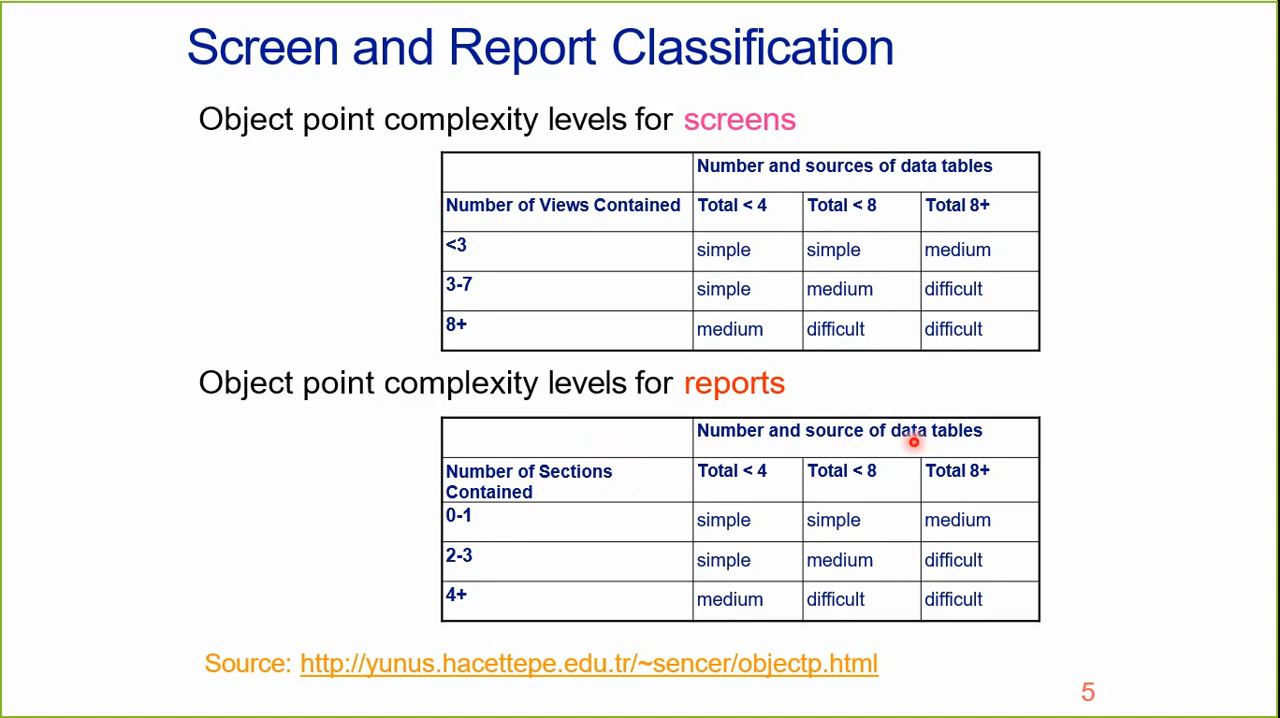 Screen and Report Classification
Object point complexity levels for screens
Number and sources of data tables
Number of Views Contained Total < 4 Total < 8 Total 8+
<3 simple simple medium
3-7 simple medium difficult
8+ medium difficult difficult
Object point complexity levels for reports
Number and source of data tables
Number of Sections Contained Total < 4 Total < 8 Total 8+
0-1 simple simple medium
2-3 simple medium difficult
4+ medium difficult difficult
Source: http://yunus.hacettepe.edu.tr/~sencer/objectp.html
5